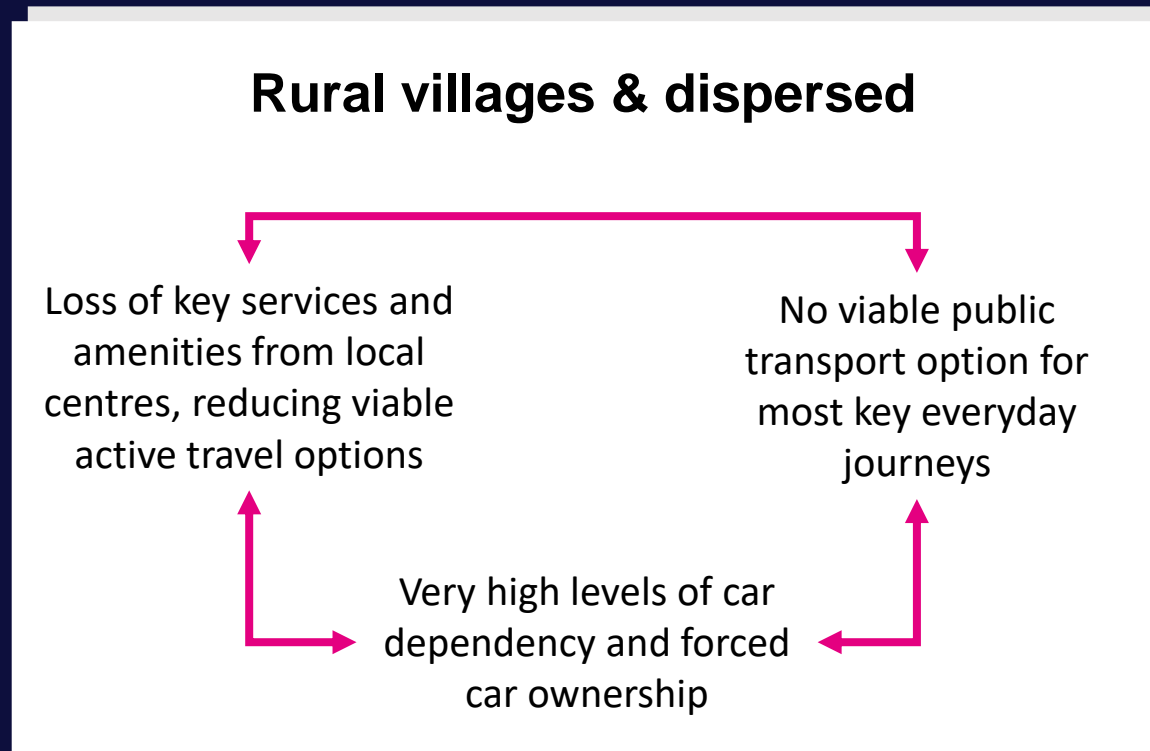 Rural villages & dispersed
Loss of key services and
amenities from local
centres, reducing viable
active travel options
No viable public
transport option for
most key everyday
journeys
Very high levels of car
dependency and forced
car ownership